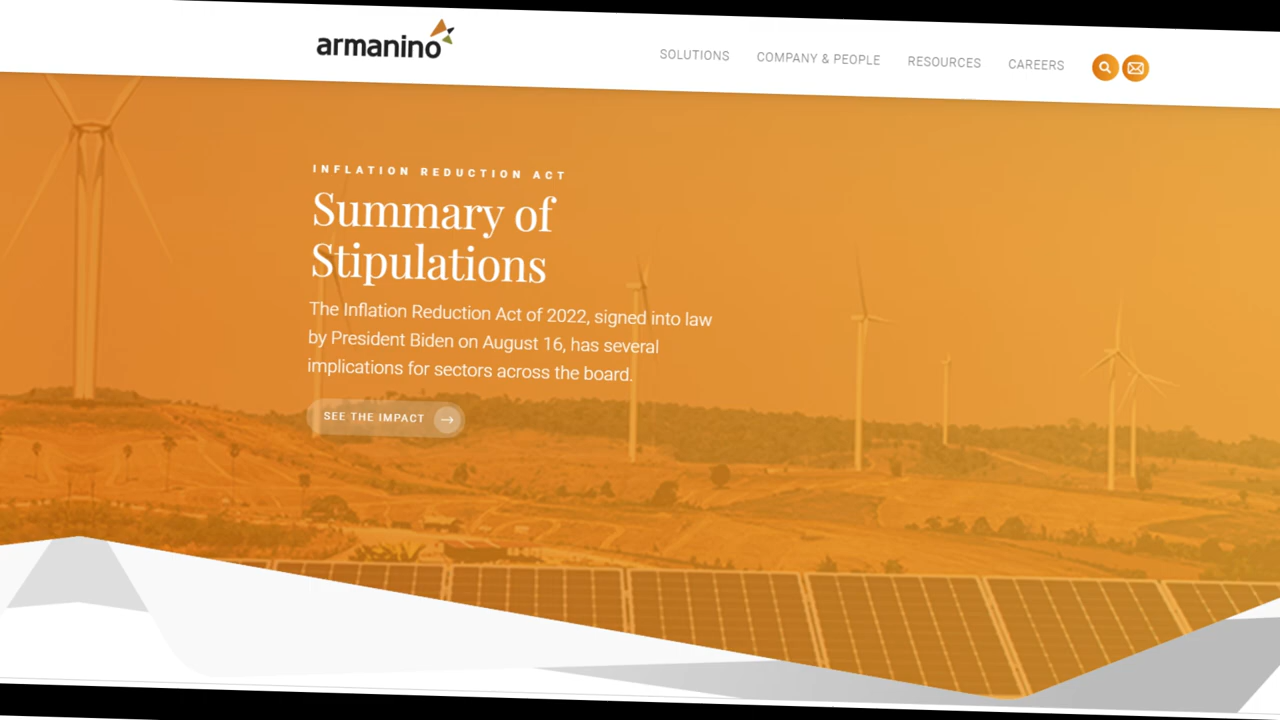 armanino
SOLUTIONS COMPANY & PEOPLE RESOURCES CAREERS
INFLATION REDUCTION ACT
Summary of
Stipulations
The Inflation Reduction Act of 2022, signed into law
by President Biden on August 16, has several
implications for sectors across the board.
SEE THE IMPACT